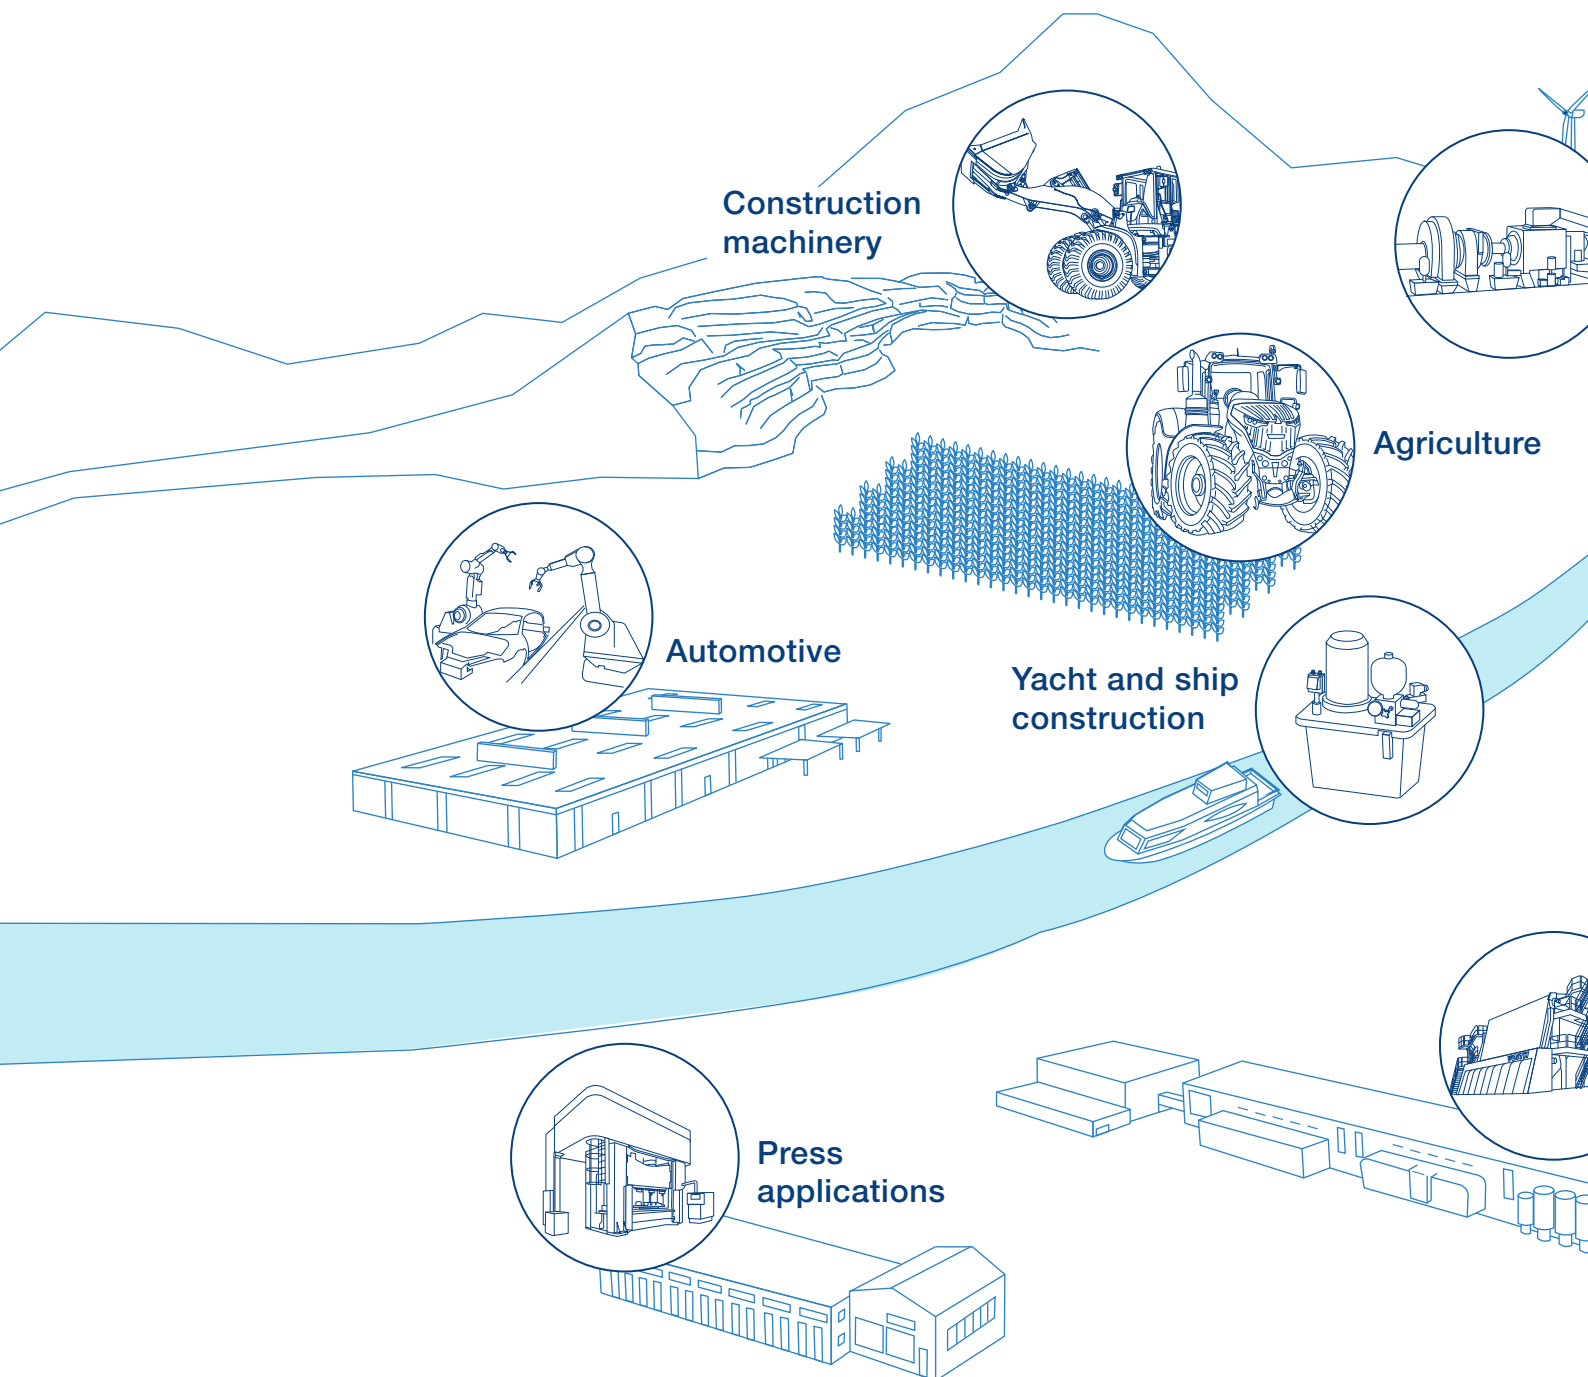 Construction
machinery
Agriculture
Automotive
Yacht and ship
construction
Press
applications